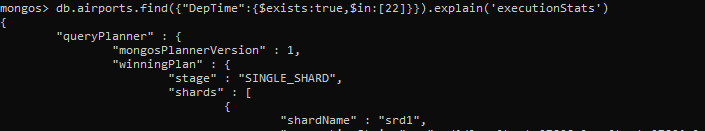 mongos> db.airports.find({"DepTime":{$exists:true,$in:[22]}}).explain('executionStats')
{
        "queryPlanner" : {
                "mongosPlannerVersion" : 1,
                "winningPlan" : {
                        "stage" : "SINGLE_SHARD",
                        "shards" : [
                                {
                                        "shardName" : "srd1",